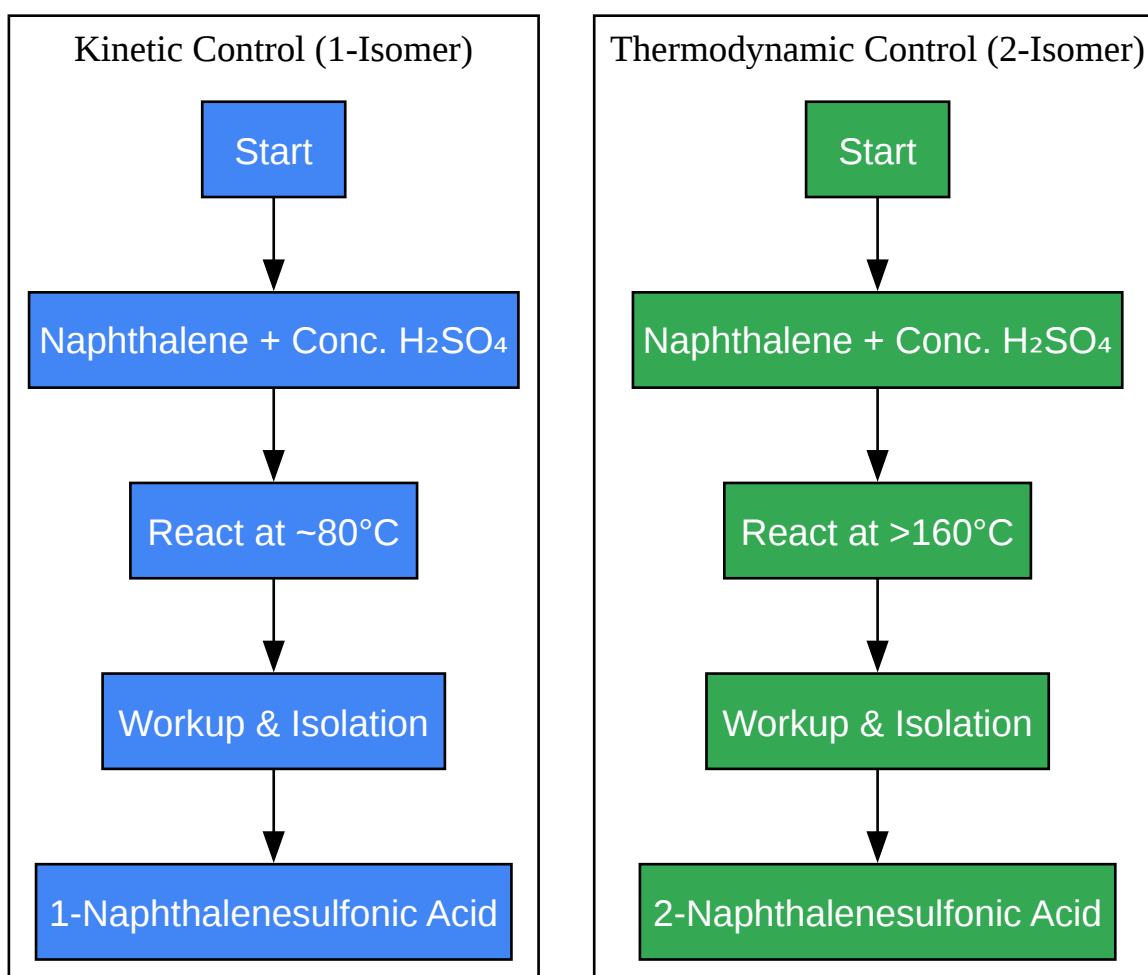 Kinetic Control (1-Isomer)
Start
Naphthalene + Conc. H₂SO₄
React at ~80°C
Workup & Isolation
1-Naphthalenesulfonic Acid
Thermodynamic Control (2-Isomer)
Start
Naphthalene + Conc. H₂SO₄
React at >160°C
Workup & Isolation
2-Naphthalenesulfonic Acid